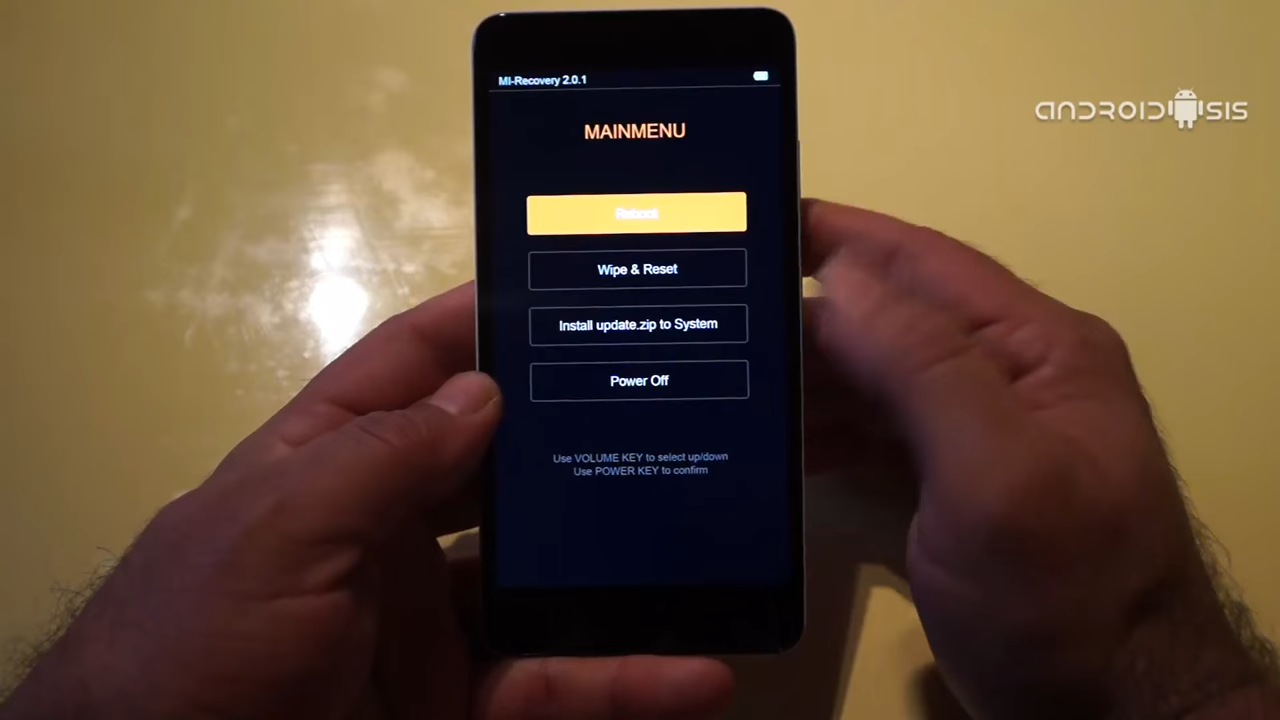 MI-Recovery 2.0.1
ANDROIDSIS
MAINMENU
Reboot
Wipe & Reset
Install update.zip to System
Power Off
Use VOLUME KEY to select up/down
Use POWER KEY to confirm